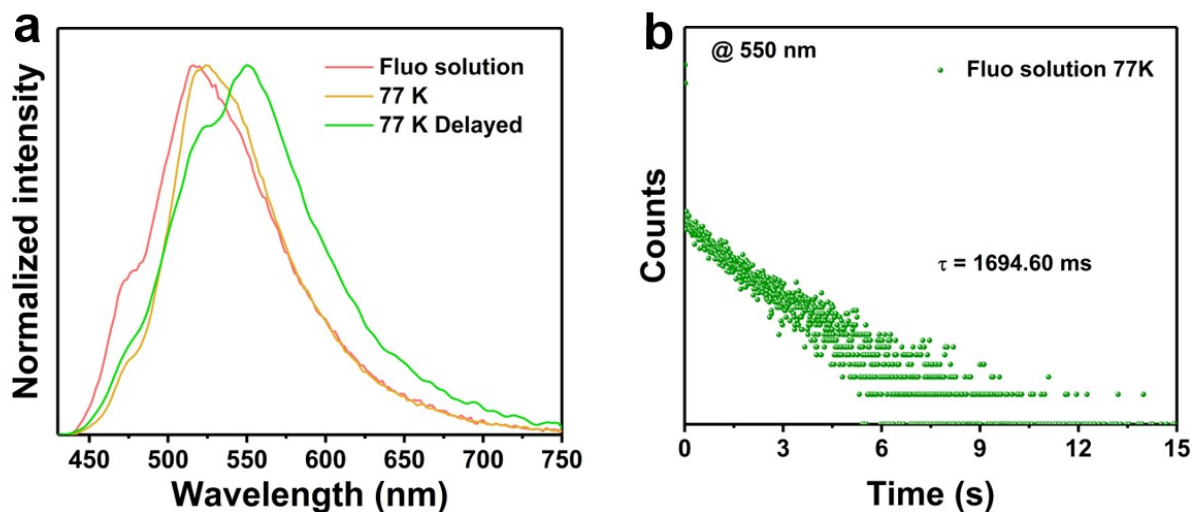 a
Normalized intensity
Fluo solution
77 K
77 K Delayed
450 500 550 600 650 700 750
Wavelength (nm)
b
@ 550 nm
Fluo solution 77K
Counts
τ = 1694.60 ms
0 3 6 9 12 15
Time (s)